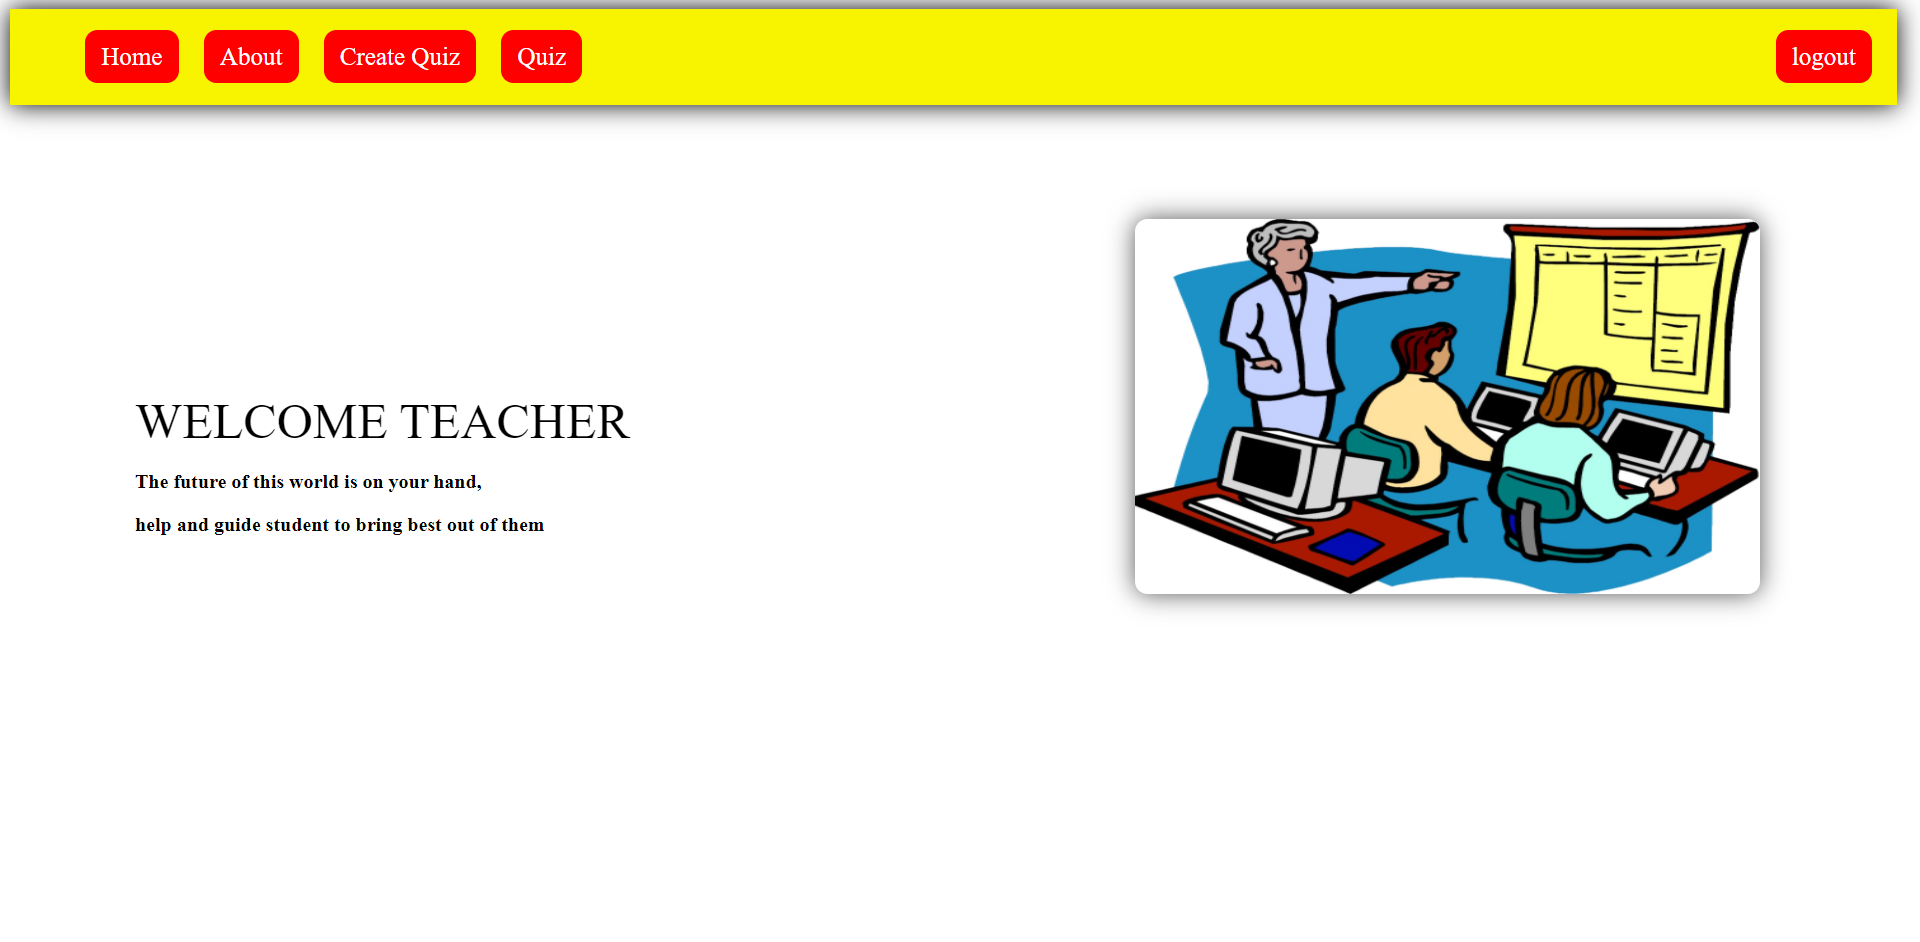 Home About Create Quiz Quiz logout
WELCOME TEACHER
The future of this world is on your hand,
help and guide student to bring best out of them